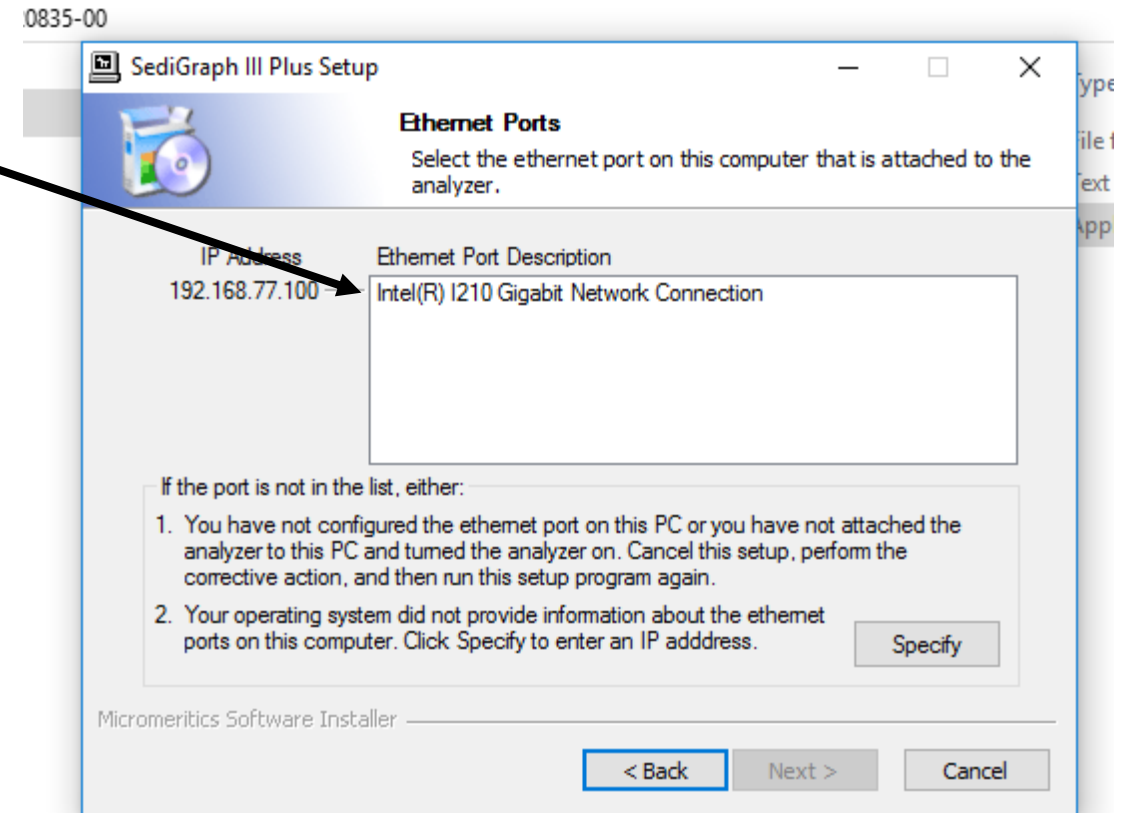 0835-00
SediGraph III Plus Setup
Ethernet Ports
Select the ethernet port on this computer that is attached to the
analyzer.
IP Address
Ethernet Port Description
192.168.77.100
Intel(R) I210 Gigabit Network Connection
If the port is not in the list, either:
1. You have not configured the ethernet port on this PC or you have not attached the
analyzer to this PC and turned the analyzer on. Cancel this setup, perform the
corrective action, and then run this setup program again.
2. Your operating system did not provide information about the ethernet
ports on this computer. Click Specify to enter an IP adddress.
Specify
Micromeritics Software Installer
< Back
Next >
Cancel
ype
ile
ext
App